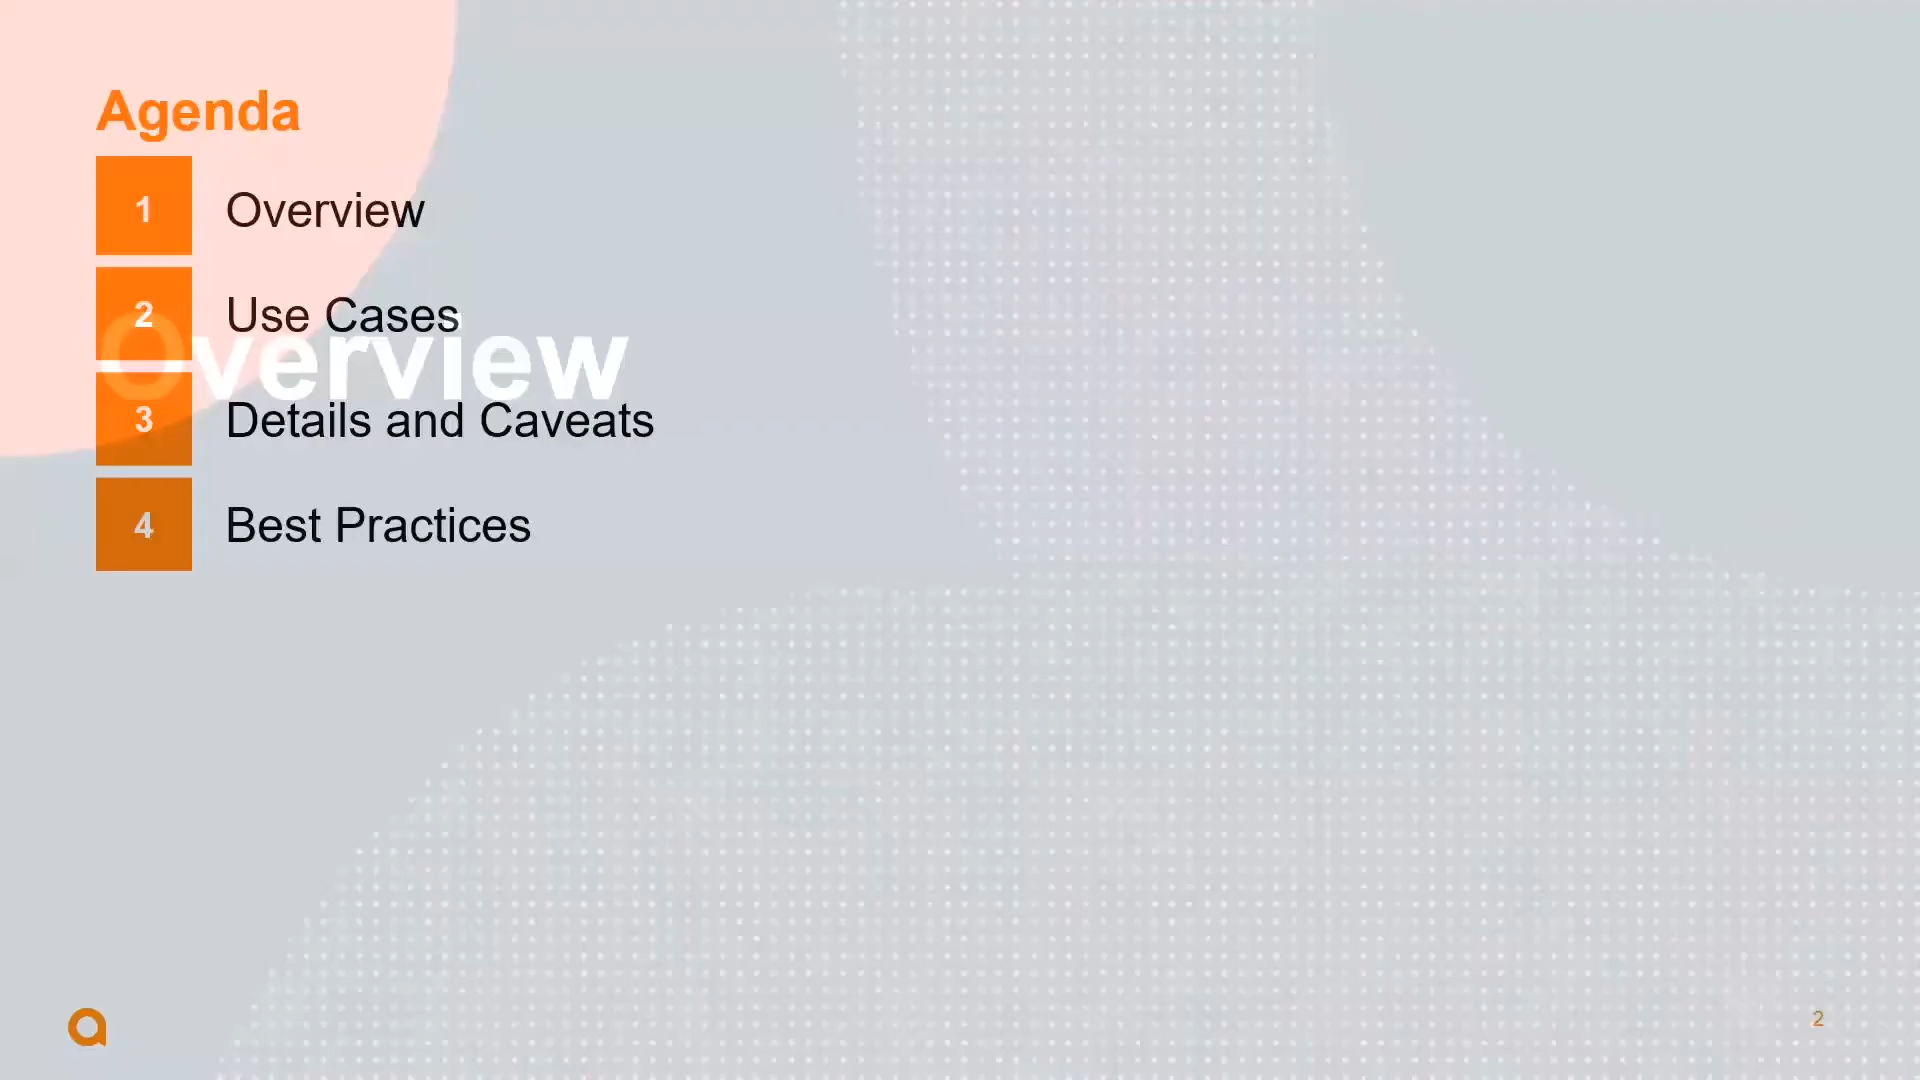 Agenda
1 Overview
2 Use Cases
Overview
3 Details and Caveats
4 Best Practices
2